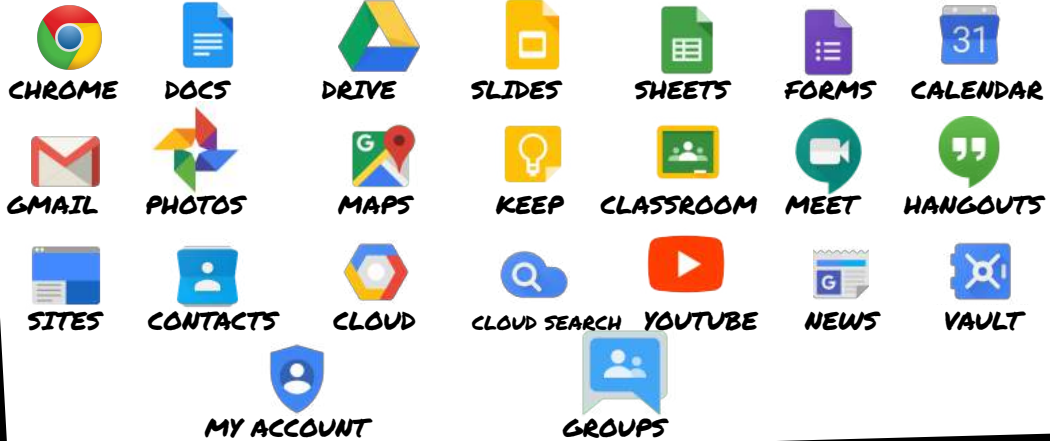 31
CHROME DOCS DRIVE SLIDES SHEETS FORMS CALENDAR
G
GMAIL PHOTOS MAPS KEEP CLASSROOM MEET HANGOUTS
G
SITES CONTACTS CLOUD CLOUD SEARCH YOUTUBE NEWS VAULT
MY ACCOUNT GROUPS